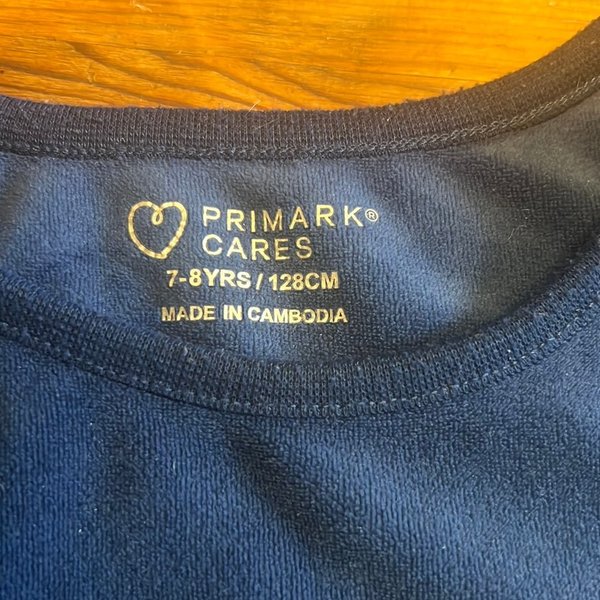 PRIMARK®
CARES
7-8YRS / 128CM
MADE IN CAMBODIA